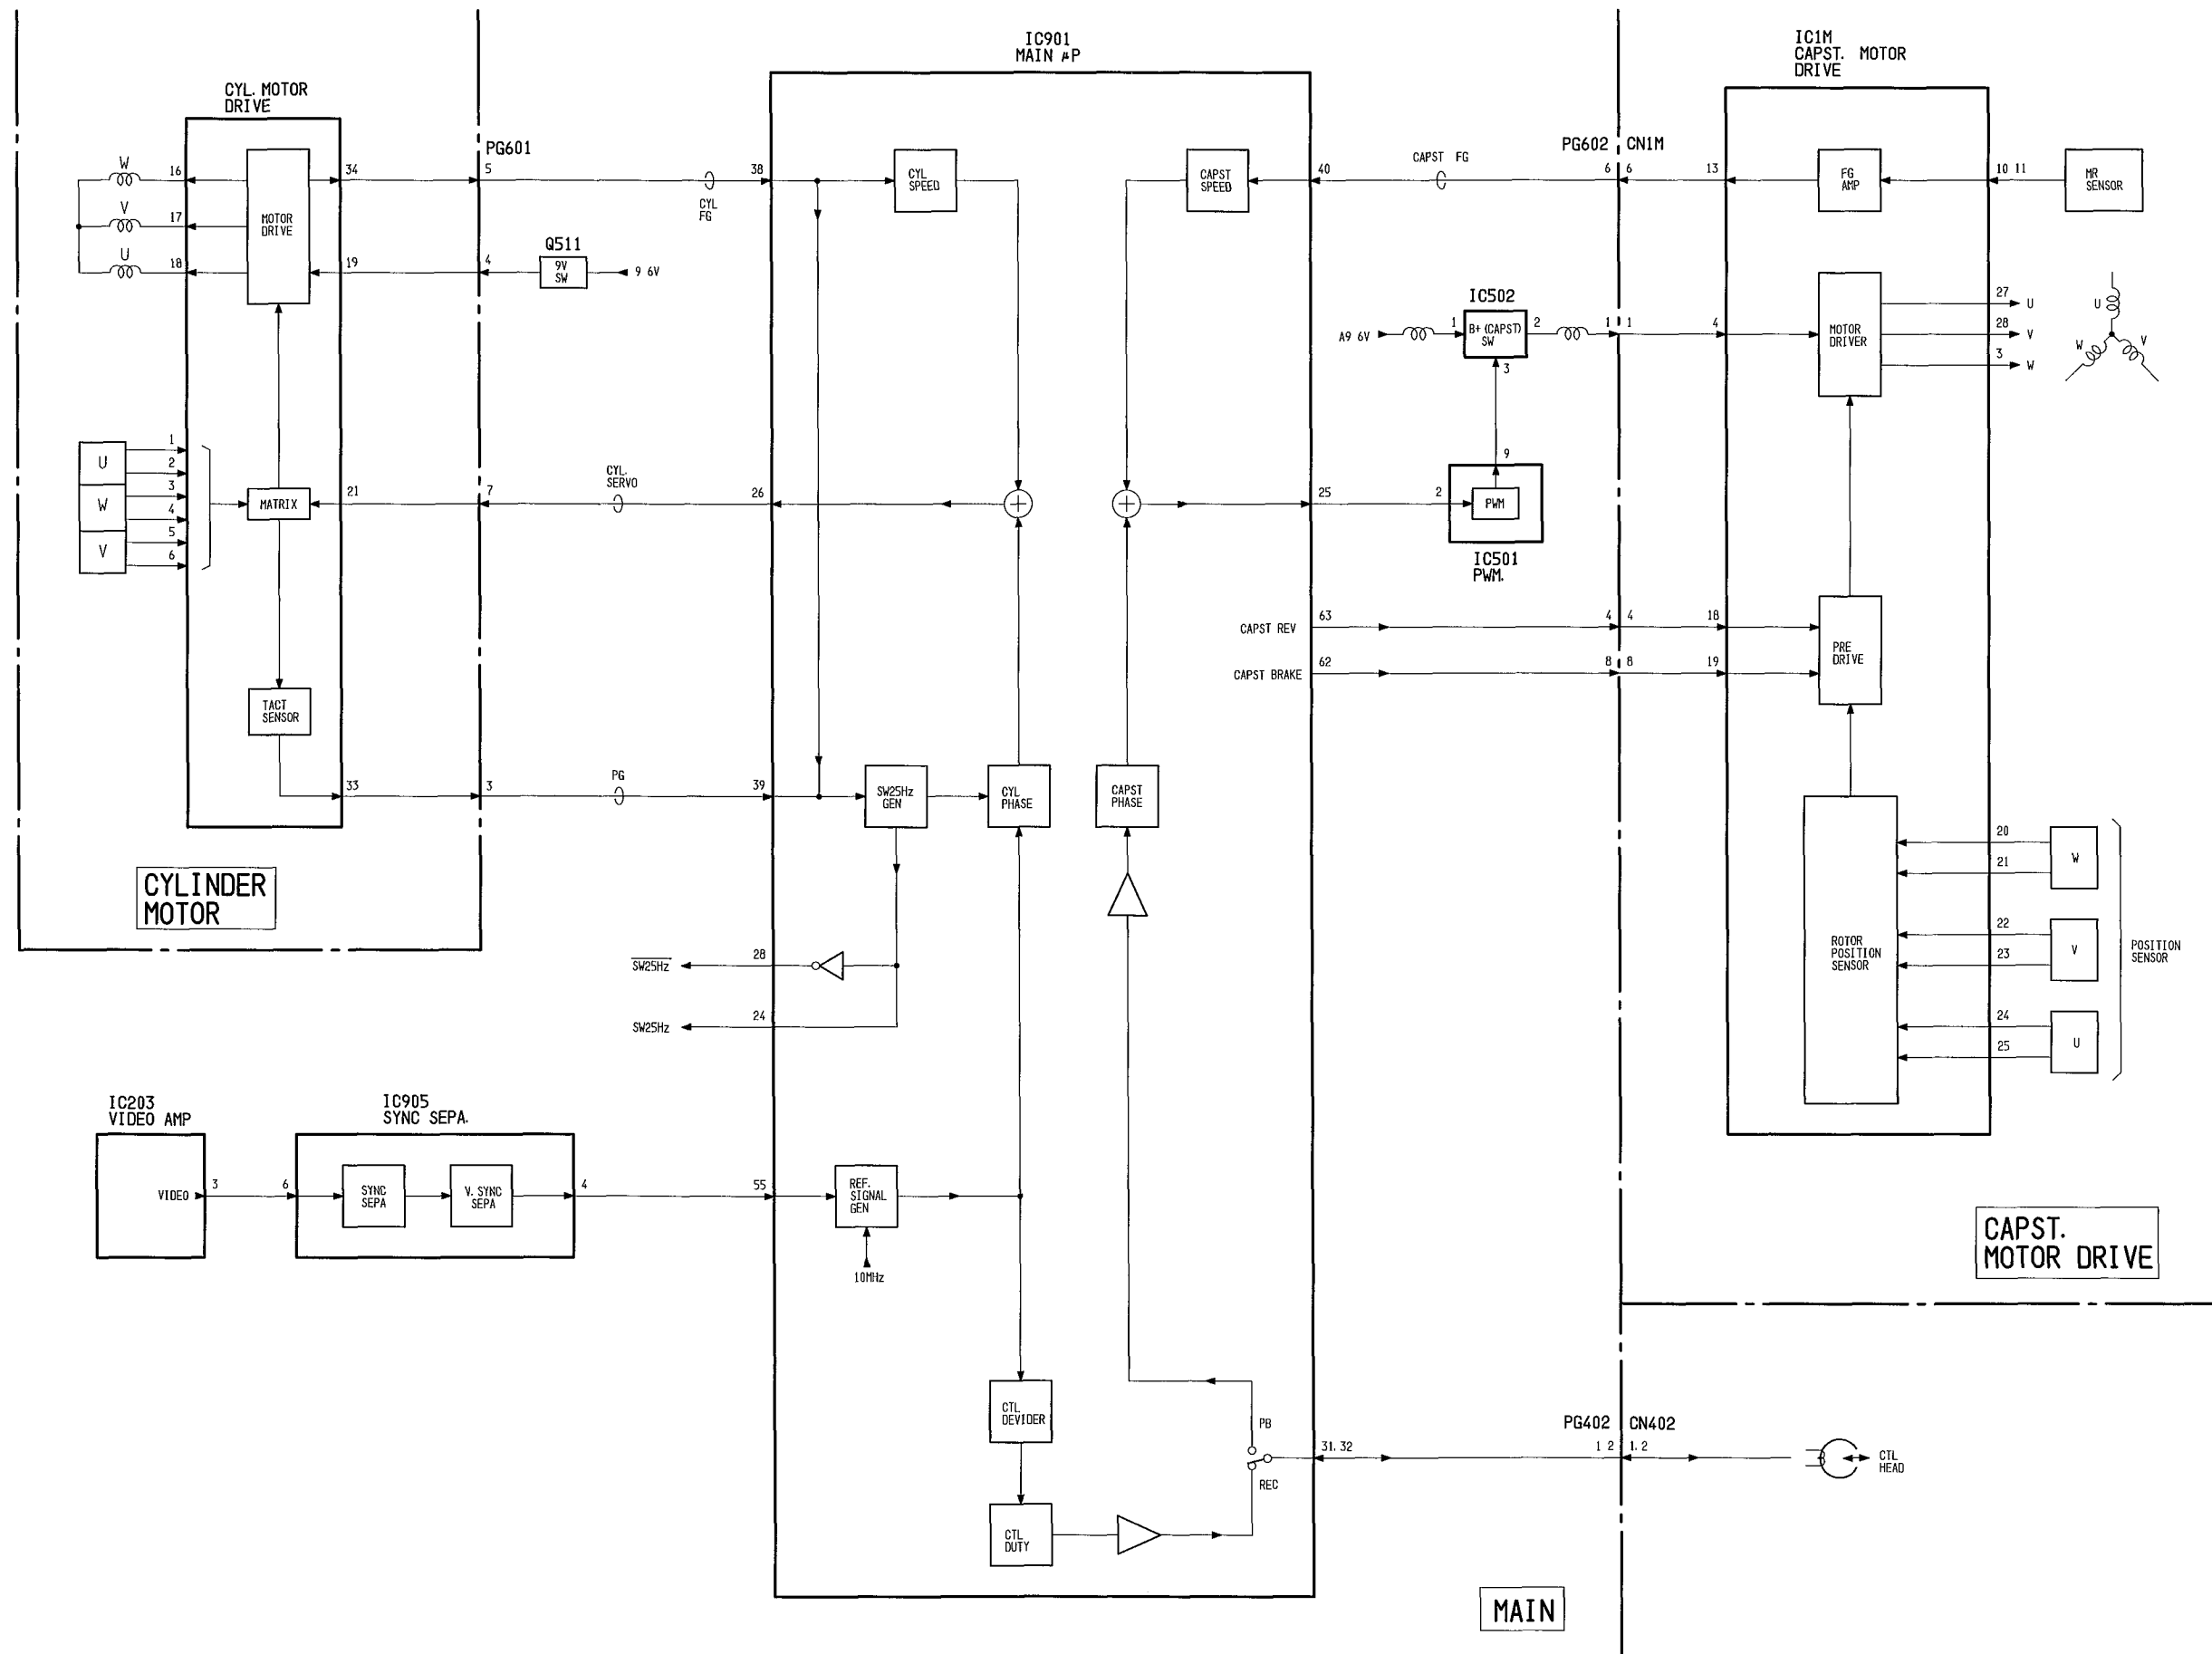 IC901
MAIN µP
IC1M
CAPST. MOTOR
DRIVE
CYL. MOTOR
DRIVE
PG601
PG602
CN1M
W
16
V
17
U
18
MOTOR
DRIVE
34
5
CYL
FG
38
CYL
SPEED
CAPST
SPEED
40
CAPST FG
6
6
13
FG
AMP
10 11
MR
SENSOR
19
4
Q511
9V
SW
9 6V
IC502
A9 6V
1
B+(CAPST)
SW
2
3
1
1
4
MOTOR
DRIVER
27
U
28
V
3
W
U
W
V
U
W
V
1
2
3
4
5
6
MATRIX
21
7
CYL.
SERVO
26
25
2
9
PWM
IC501
PWM.
CAPST REV
63
4
4
18
CAPST BRAKE
62
8
8
19
PRE
DRIVE
TACT
SENSOR
33
3
PG
39
SW25Hz
GEN
CYL
PHASE
CAPST
PHASE
ROTOR
POSITION
SENSOR
20
21
W
22
23
V
24
25
U
POSITION
SENSOR
CYLINDER
MOTOR
SW25Hz
28
SW25Hz
24
IC203
VIDEO AMP
IC905
SYNC SEPA.
VIDEO
3
6
SYNC
SEPA
V. SYNC
SEPA
4
55
REF.
SIGNAL
GEN
10MHz
CAPST.
MOTOR DRIVE
CTL
DEVIDER
PB
REC
31. 32
PG402
CN402
1 2
1. 2
CTL
HEAD
CTL
DUTY
MAIN